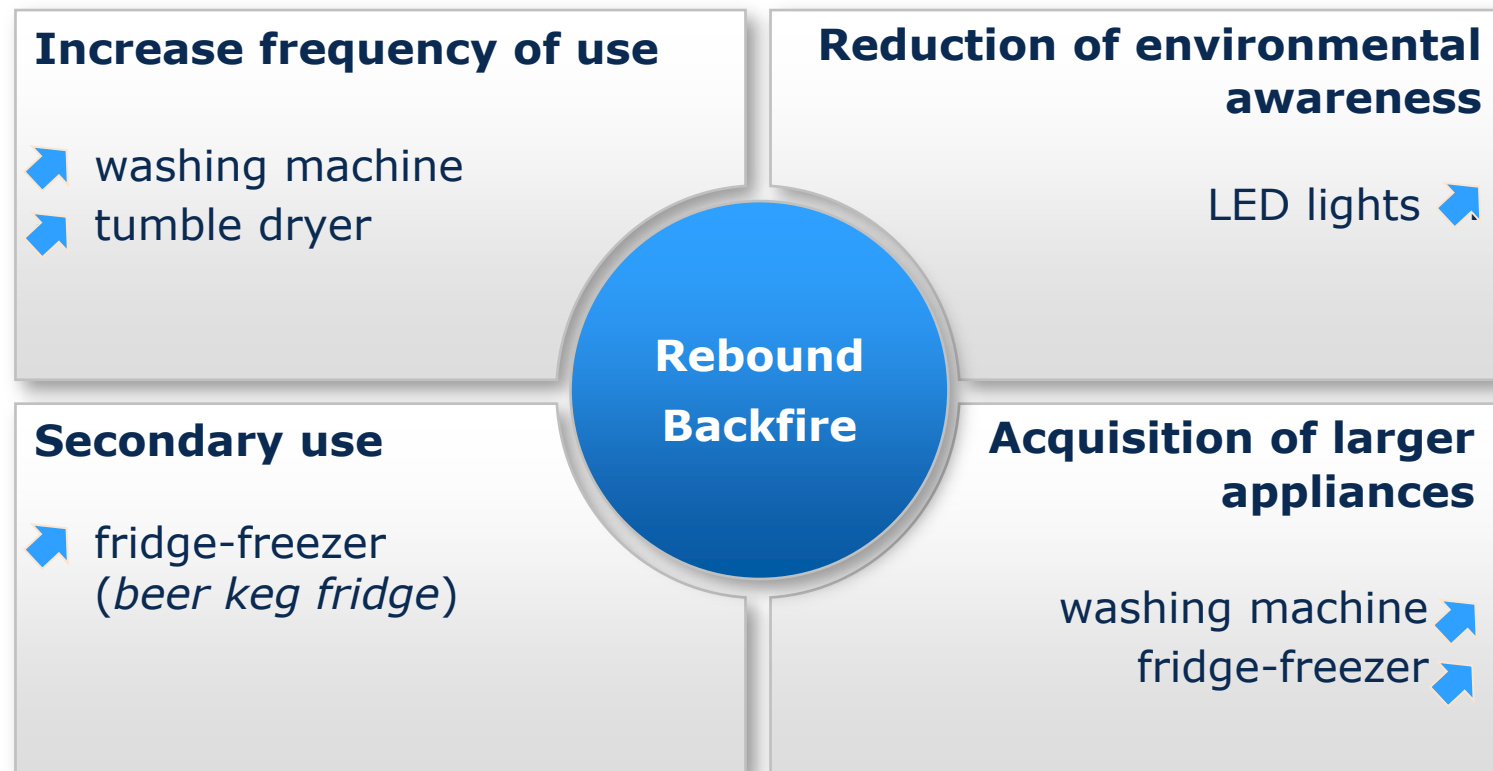 Increase frequency of use
washing machine
tumble dryer
Reduction of environmental
awareness
LED lights
Rebound
Backfire
Secondary use
fridge-freezer
(beer keg fridge)
Acquisition of larger
appliances
washing machine
fridge-freezer